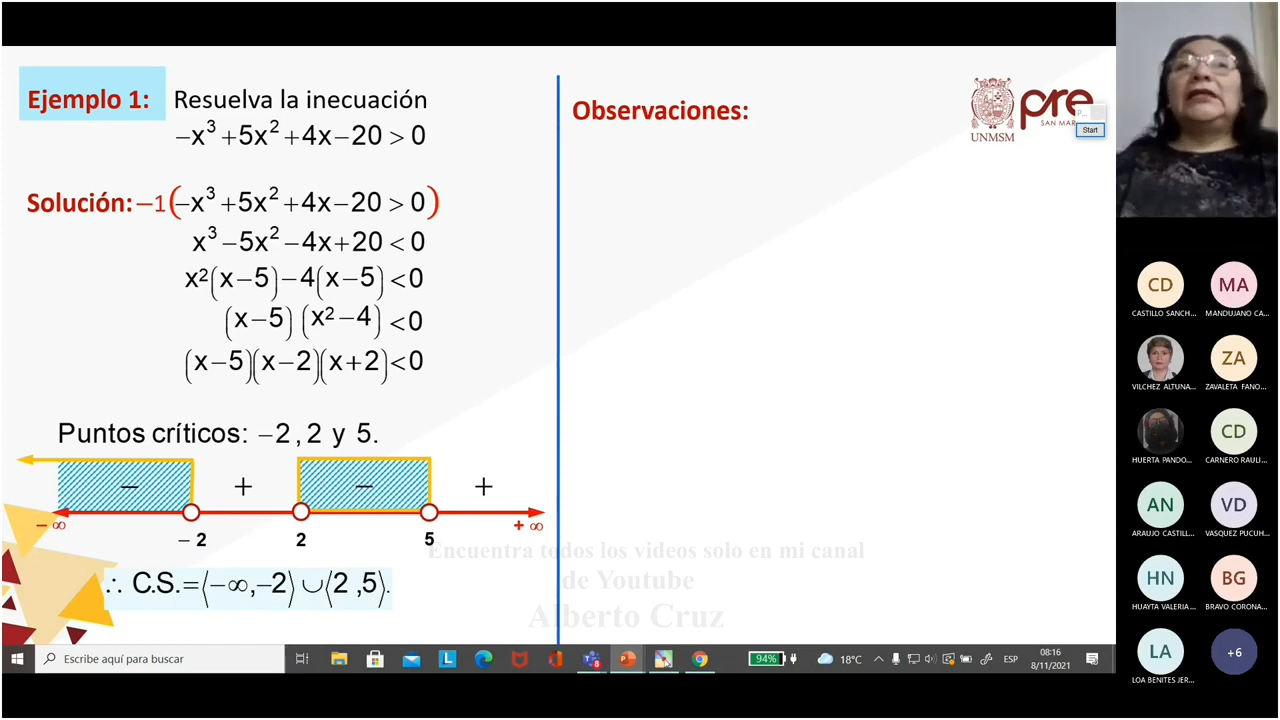 Ejemplo 1: Resuelva la inecuación
−x³+5x²+4x−20>0
Solución: −1(−x³+5x²+4x−20>0)
x³−5x²−4x+20<0
x²(x−5)−4(x−5)<0
(x−5)(x²−4)<0
(x−5)(x−2)(x+2)<0
Puntos críticos: −2, 2 y 5.
− + − +
−∞ −2 2 5 +∞
∴ C.S.=⟨−∞,−2⟩∪⟨2,5⟩.
Observaciones:
UNMSM
pre
SAN MAR
P...
Start
Encuentra todos los videos solo en mi canal
de Youtube
Alberto Cruz
CD MA
CASTILLO SANCH... MANDUJANO CA...
ZA
VILCHEZ ALTUNA... ZAVALETA FANO...
CD
HUERTA PANDO... CARNERO RAULI...
AN VD
ARAUJO CASTILL... VASQUEZ PUCUH...
HN BG
HUAYTA VALERIA... BRAVO CORONA...
LA +6
LOA BENITES JER...
Escribe aquí para buscar
94%
18°C
ESP
08:16
8/11/2021